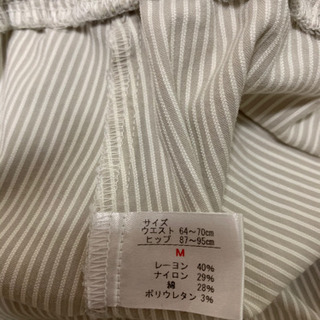 サイズ
ウエスト 64～70cm
ヒップ 87～95cm
M
レーヨン 40%
ナイロン 29%
綿 28%
ポリウレタン 3%